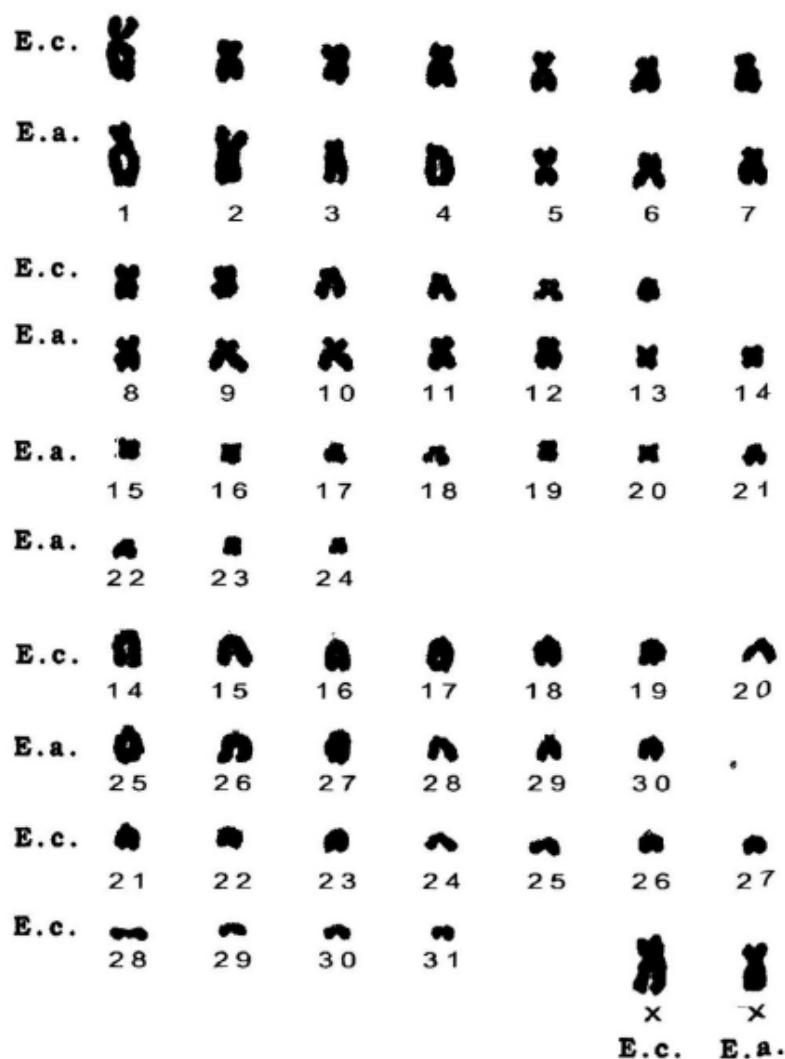 E.c.
E.a.
1 2 3 4 5 6 7
E.c.
E.a.
8 9 10 11 12 13 14
E.a.
15 16 17 18 19 20 21
E.a.
22 23 24
E.c.
14 15 16 17 18 19 20
E.a.
25 26 27 28 29 30
E.c.
21 22 23 24 25 26 27
E.c.
28 29 30 31
x x
E.c. E.a.